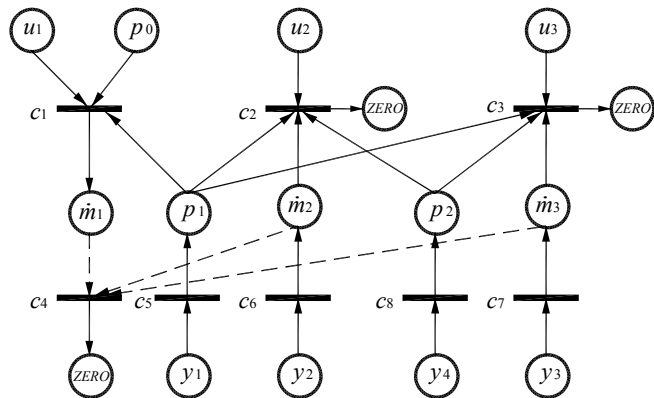 u1 p0 u2 u3
c1 c2 ZERO c3 ZERO
ṁ1 p1 ṁ2 p2 ṁ3
c4 c5 c6 c8 c7
ZERO y1 y2 y4 y3